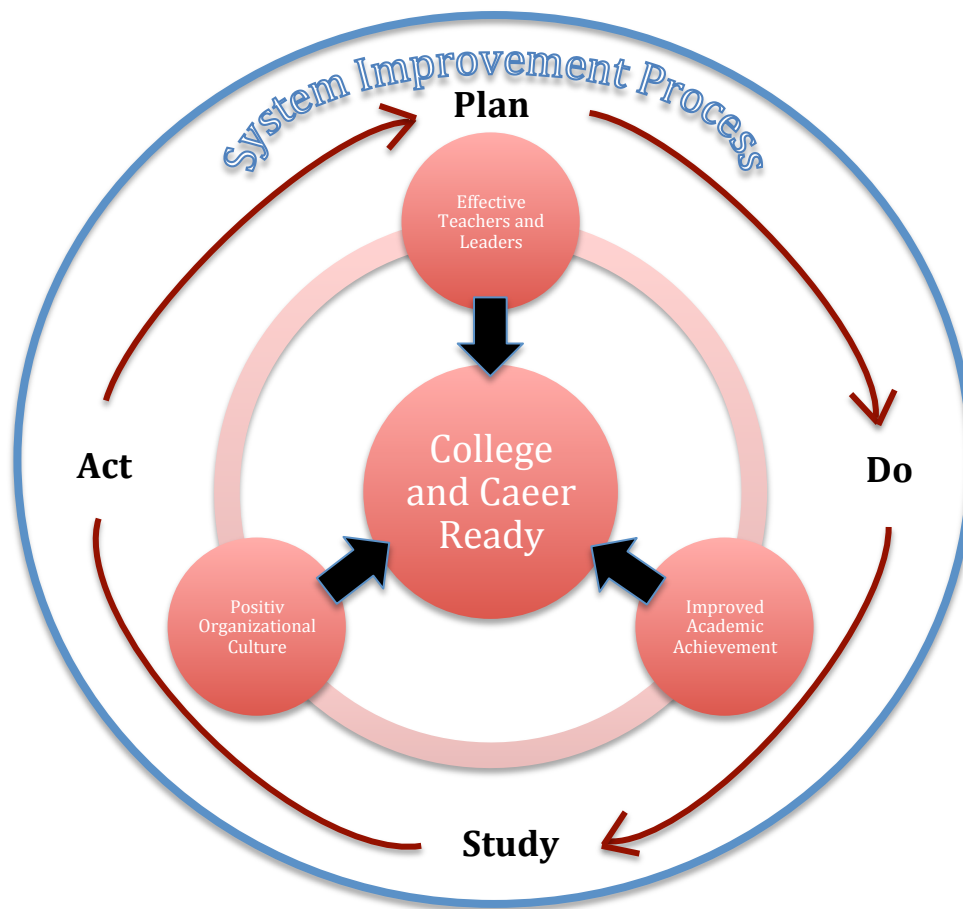 System Improvement Process
Plan
Effective
Teachers and
Leaders
College
and Caeer
Ready
Act
Do
Positiv
Organizational
Culture
Improved
Academic
Achievement
Study